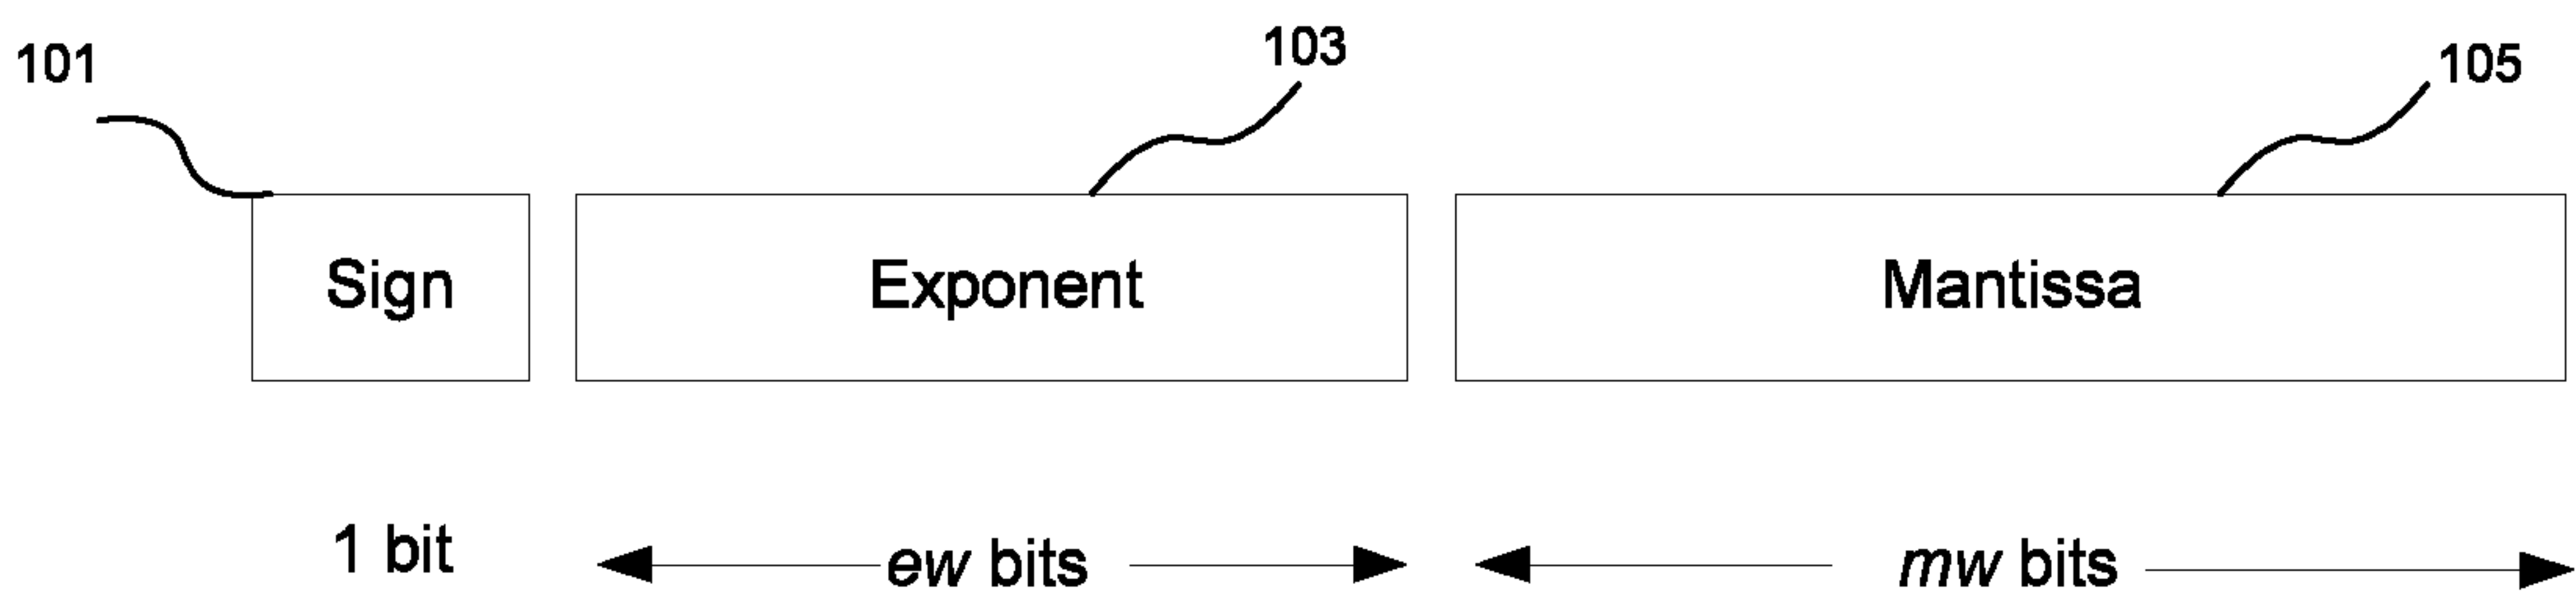 101 103 105
Sign Exponent Mantissa
1 bit ew bits mw bits